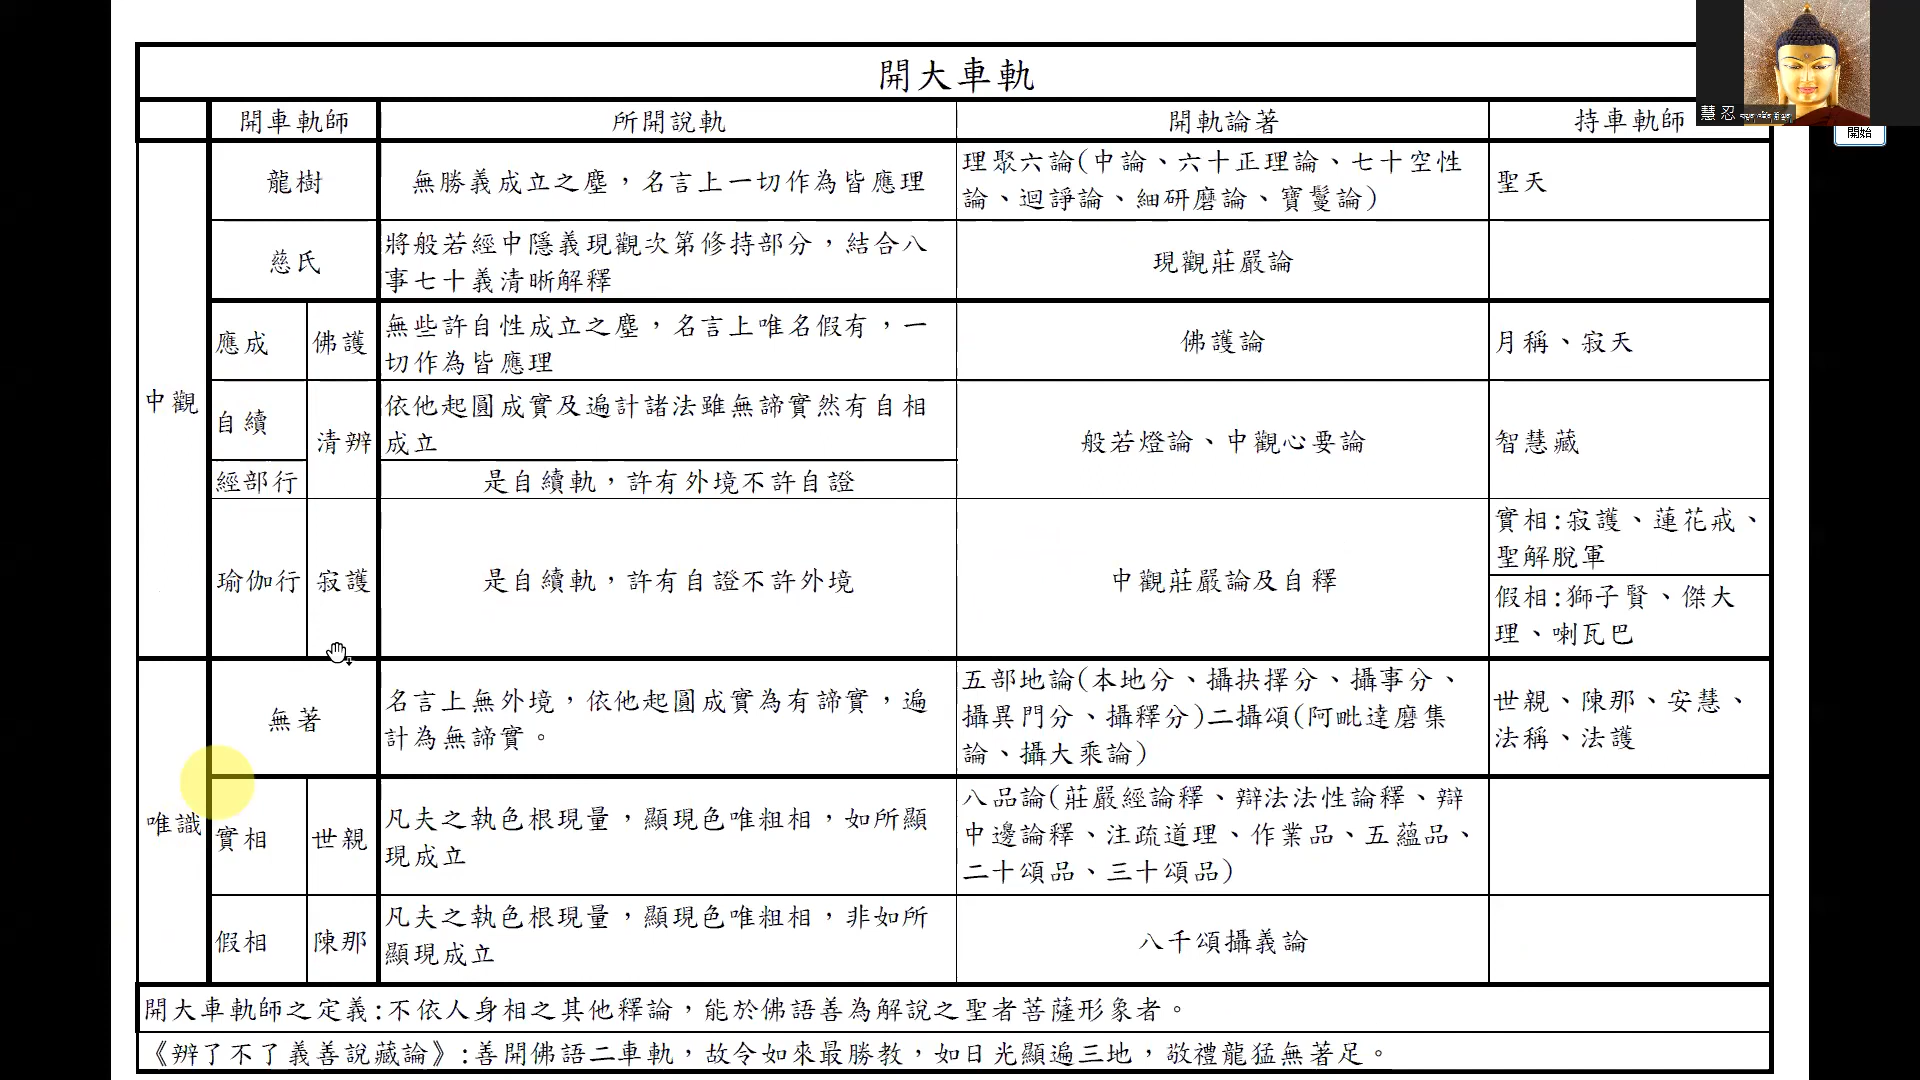 開大車軌
開車軌師
所開說軌
開軌論著
持車軌師
慧忍
開始
中觀
龍樹
無勝義成立之塵，名言上一切作為皆應理
理聚六論(中論、六十正理論、七十空性
論、迴諍論、細研磨論、寶鬘論)
聖天
慈氏
將般若經中隱義現觀次第修持部分，結合八
事七十義清晰解釋
現觀莊嚴論
應成
佛護
無些許自性成立之塵，名言上唯名假有，一
切作為皆應理
佛護論
月稱、寂天
自續
清辨
依他起圓成實及遍計諸法雖無諦實然有自相
成立
般若燈論、中觀心要論
智慧藏
經部行
是自續軌，許有外境不許自證
瑜伽行
寂護
是自續軌，許有自證不許外境
中觀莊嚴論及自釋
實相:寂護、蓮花戒、
聖解脫軍
假相:獅子賢、傑大
理、喇瓦巴
唯識
無著
名言上無外境，依他起圓成實為有諦實，遍
計為無諦實。
五部地論(本地分、攝抉擇分、攝事分、
攝異門分、攝釋分)二攝頌(阿毗達磨集
論、攝大乘論)
世親、陳那、安慧、
法稱、法護
實相
世親
凡夫之執色根現量，顯現色唯粗相，如所顯
現成立
八品論(莊嚴經論釋、辯法法性論釋、辯
中邊論釋、注疏道理、作業品、五蘊品、
二十頌品、三十頌品)
假相
陳那
凡夫之執色根現量，顯現色唯粗相，非如所
顯現成立
八千頌攝義論
開大車軌師之定義:不依人身相之其他釋論，能於佛語善為解說之聖者菩薩形象者。
《辨了不了義善說藏論》:善開佛語二車軌，故令如來最勝教，如日光顯遍三地，敬禮龍猛無著足。